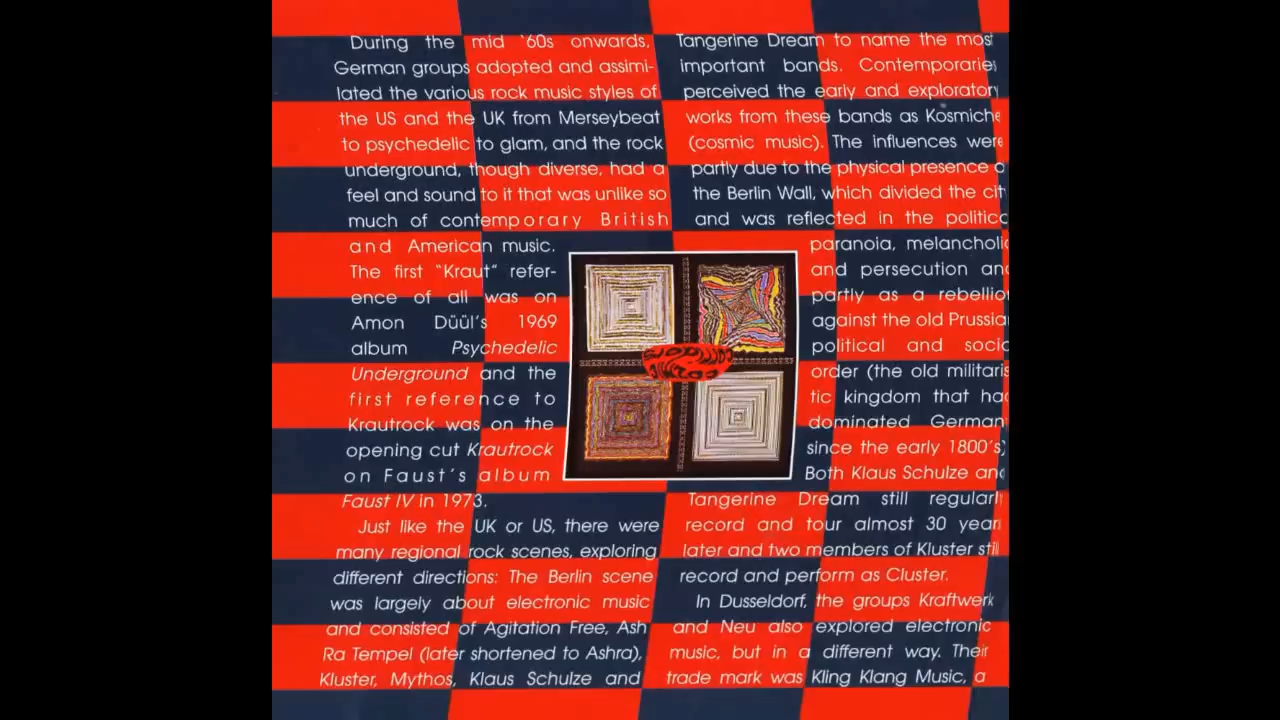 During the mid '60s onwards,
German groups adopted and assimi-
lated the various rock music styles of
the US and the UK from Merseybeat
to psychedelic to glam, and the rock
underground, though diverse, had a
feel and sound to it that was unlike so
much of contemporary British
and American music.
The first "Kraut" refer-
ence of all was on
Amon Düül's 1969
album Psychedelic
Underground and the
first reference to
Krautrock was on the
opening cut Krautrock
on Faust's album
Faust IV in 1973.
Just like the UK or US, there were
many regional rock scenes, exploring
different directions: The Berlin scene
was largely about electronic music
and consisted of Agitation Free, Ash
Ra Tempel (later shortened to Ashra),
Kluster, Mythos, Klaus Schulze and
Tangerine Dream to name the most
important bands. Contemporaries
perceived the early and exploratory
works from these bands as Kosmiche
(cosmic music). The influences were
partly due to the physical presence o
the Berlin Wall, which divided the cit
and was reflected in the politica
paranoia, melancholi
and persecution an
partly as a rebellio
against the old Prussia
political and socia
order (the old militaris
tic kingdom that ha
dominated German
since the early 1800's)
Both Klaus Schulze and
Tangerine Dream still regularl
record and tour almost 30 year
later and two members of Kluster still
record and perform as Cluster.
In Dusseldorf, the groups Kraftwerk
and Neu also explored electronic
music, but in a different way. Their
trade mark was Kling Klang Music, a